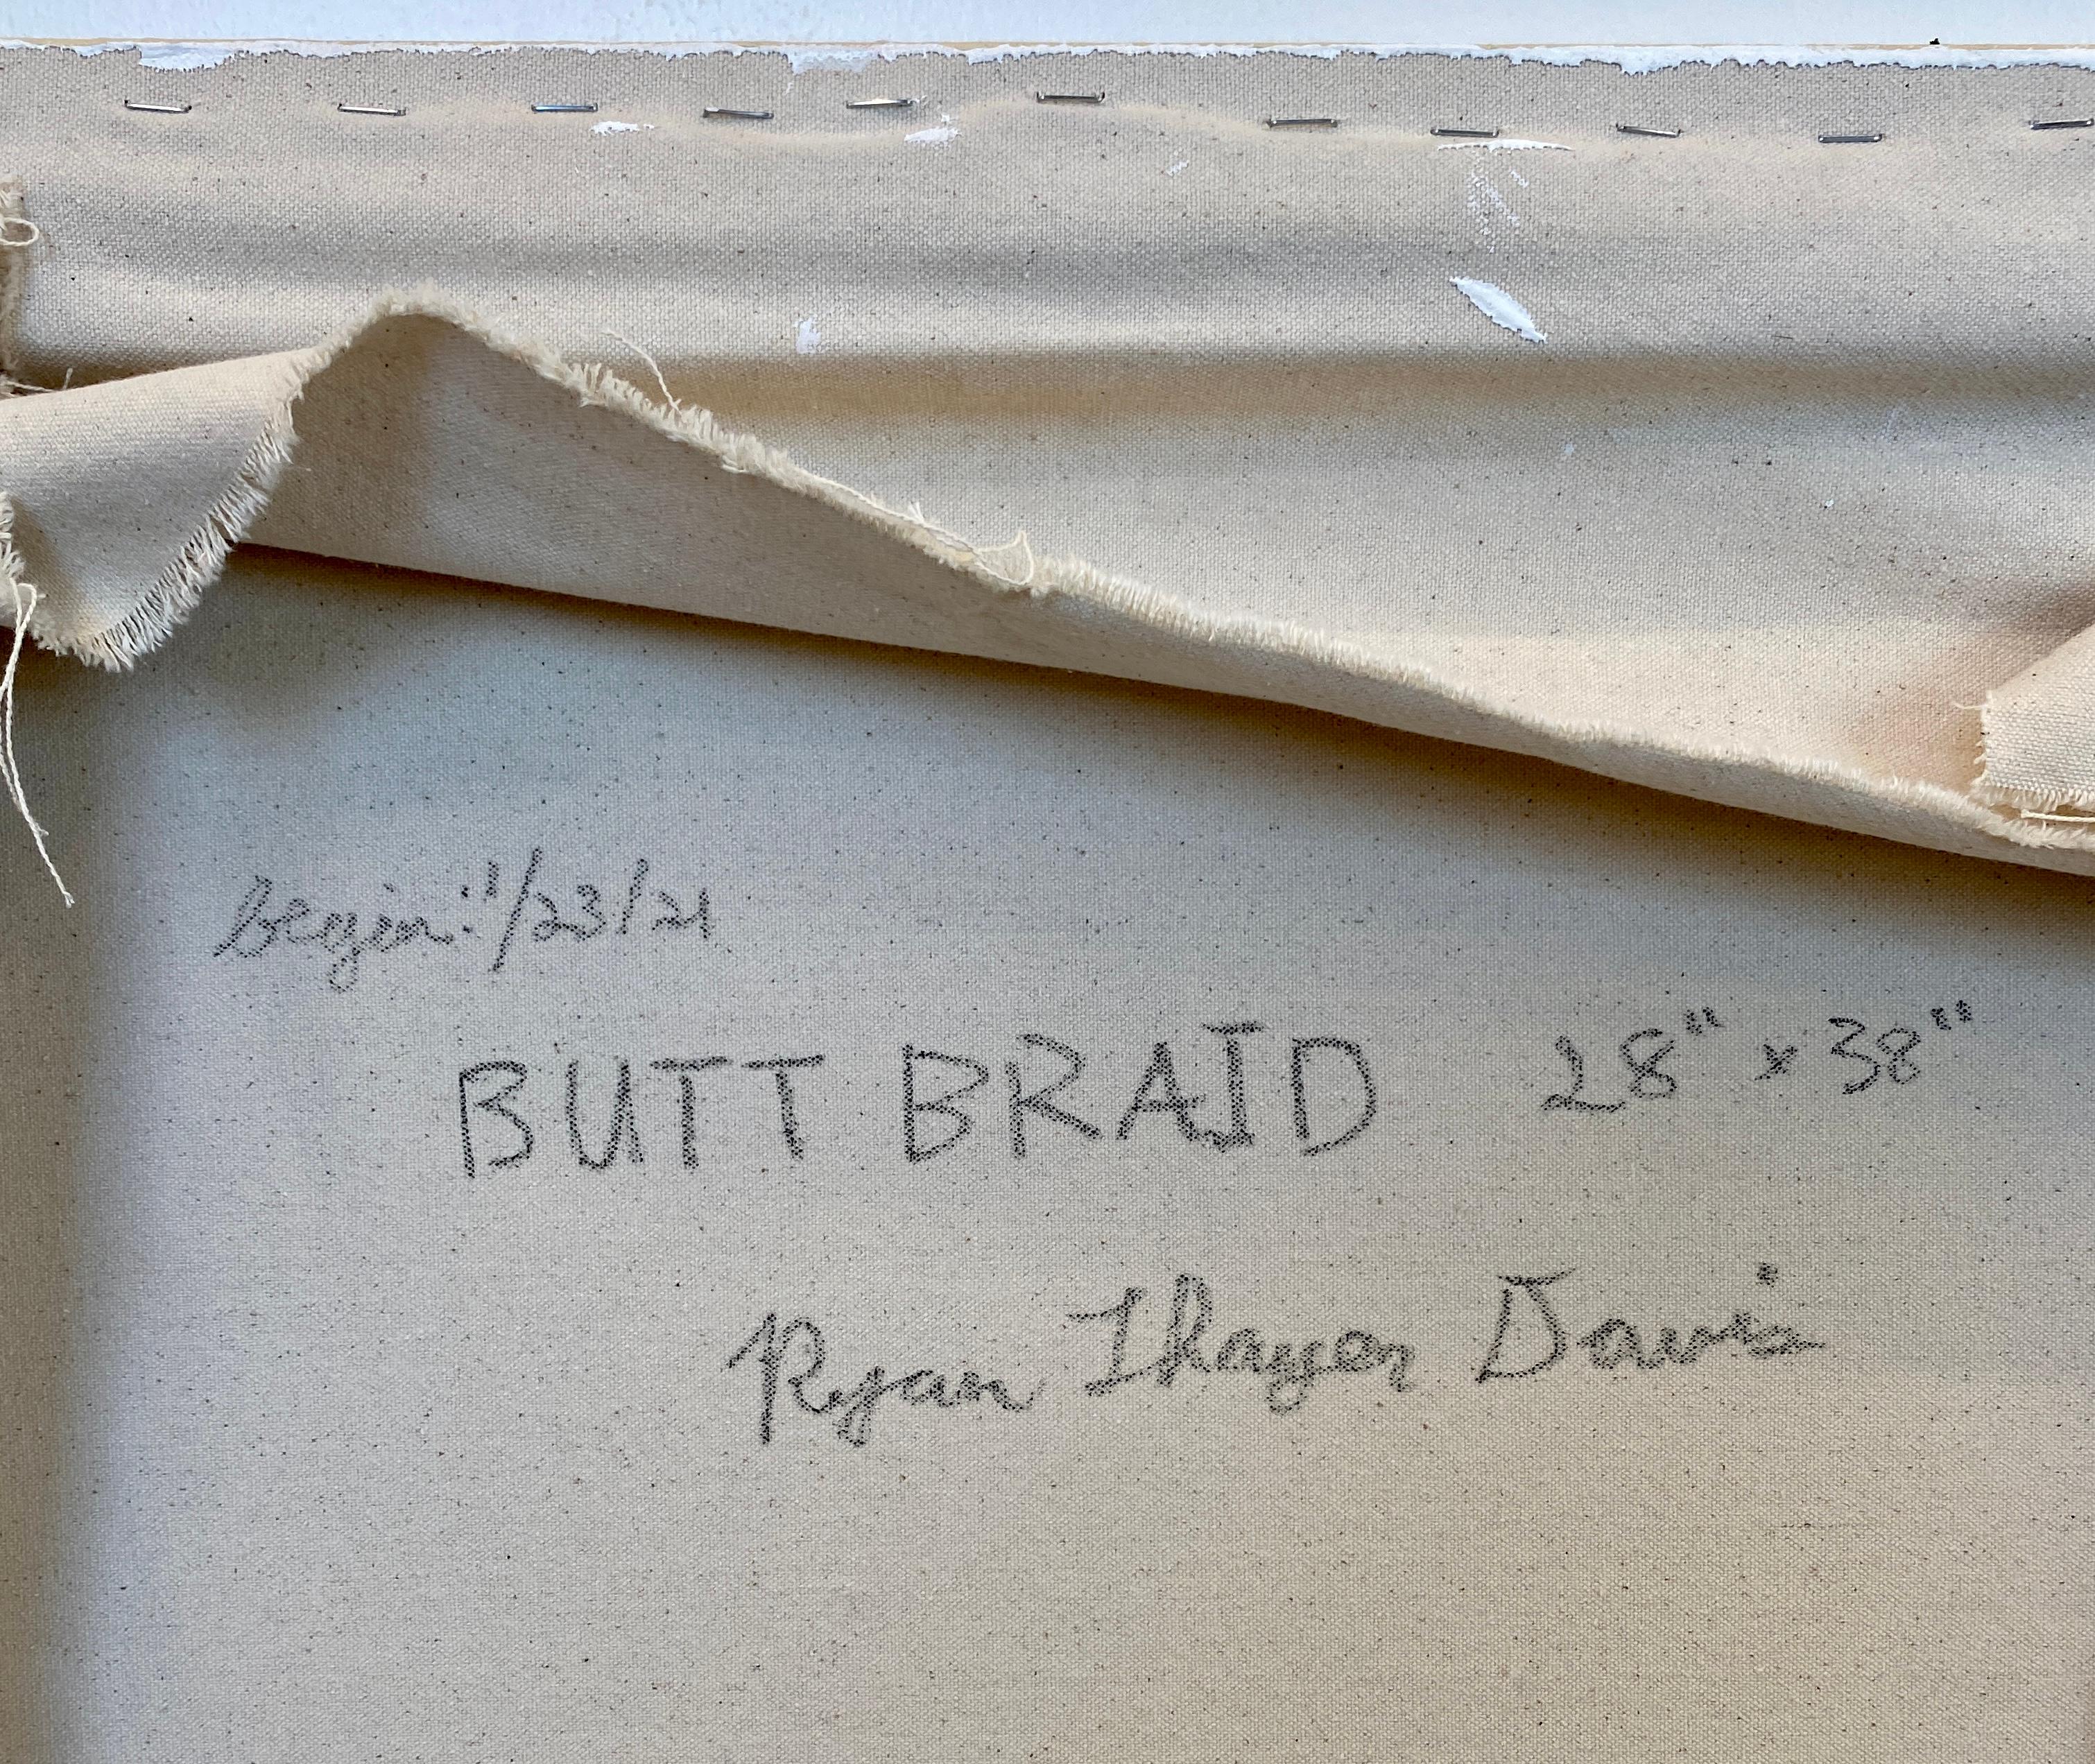 begin: 1/23/21
BUTT BRAID 28" x 38"
Ryan Thayer Davis